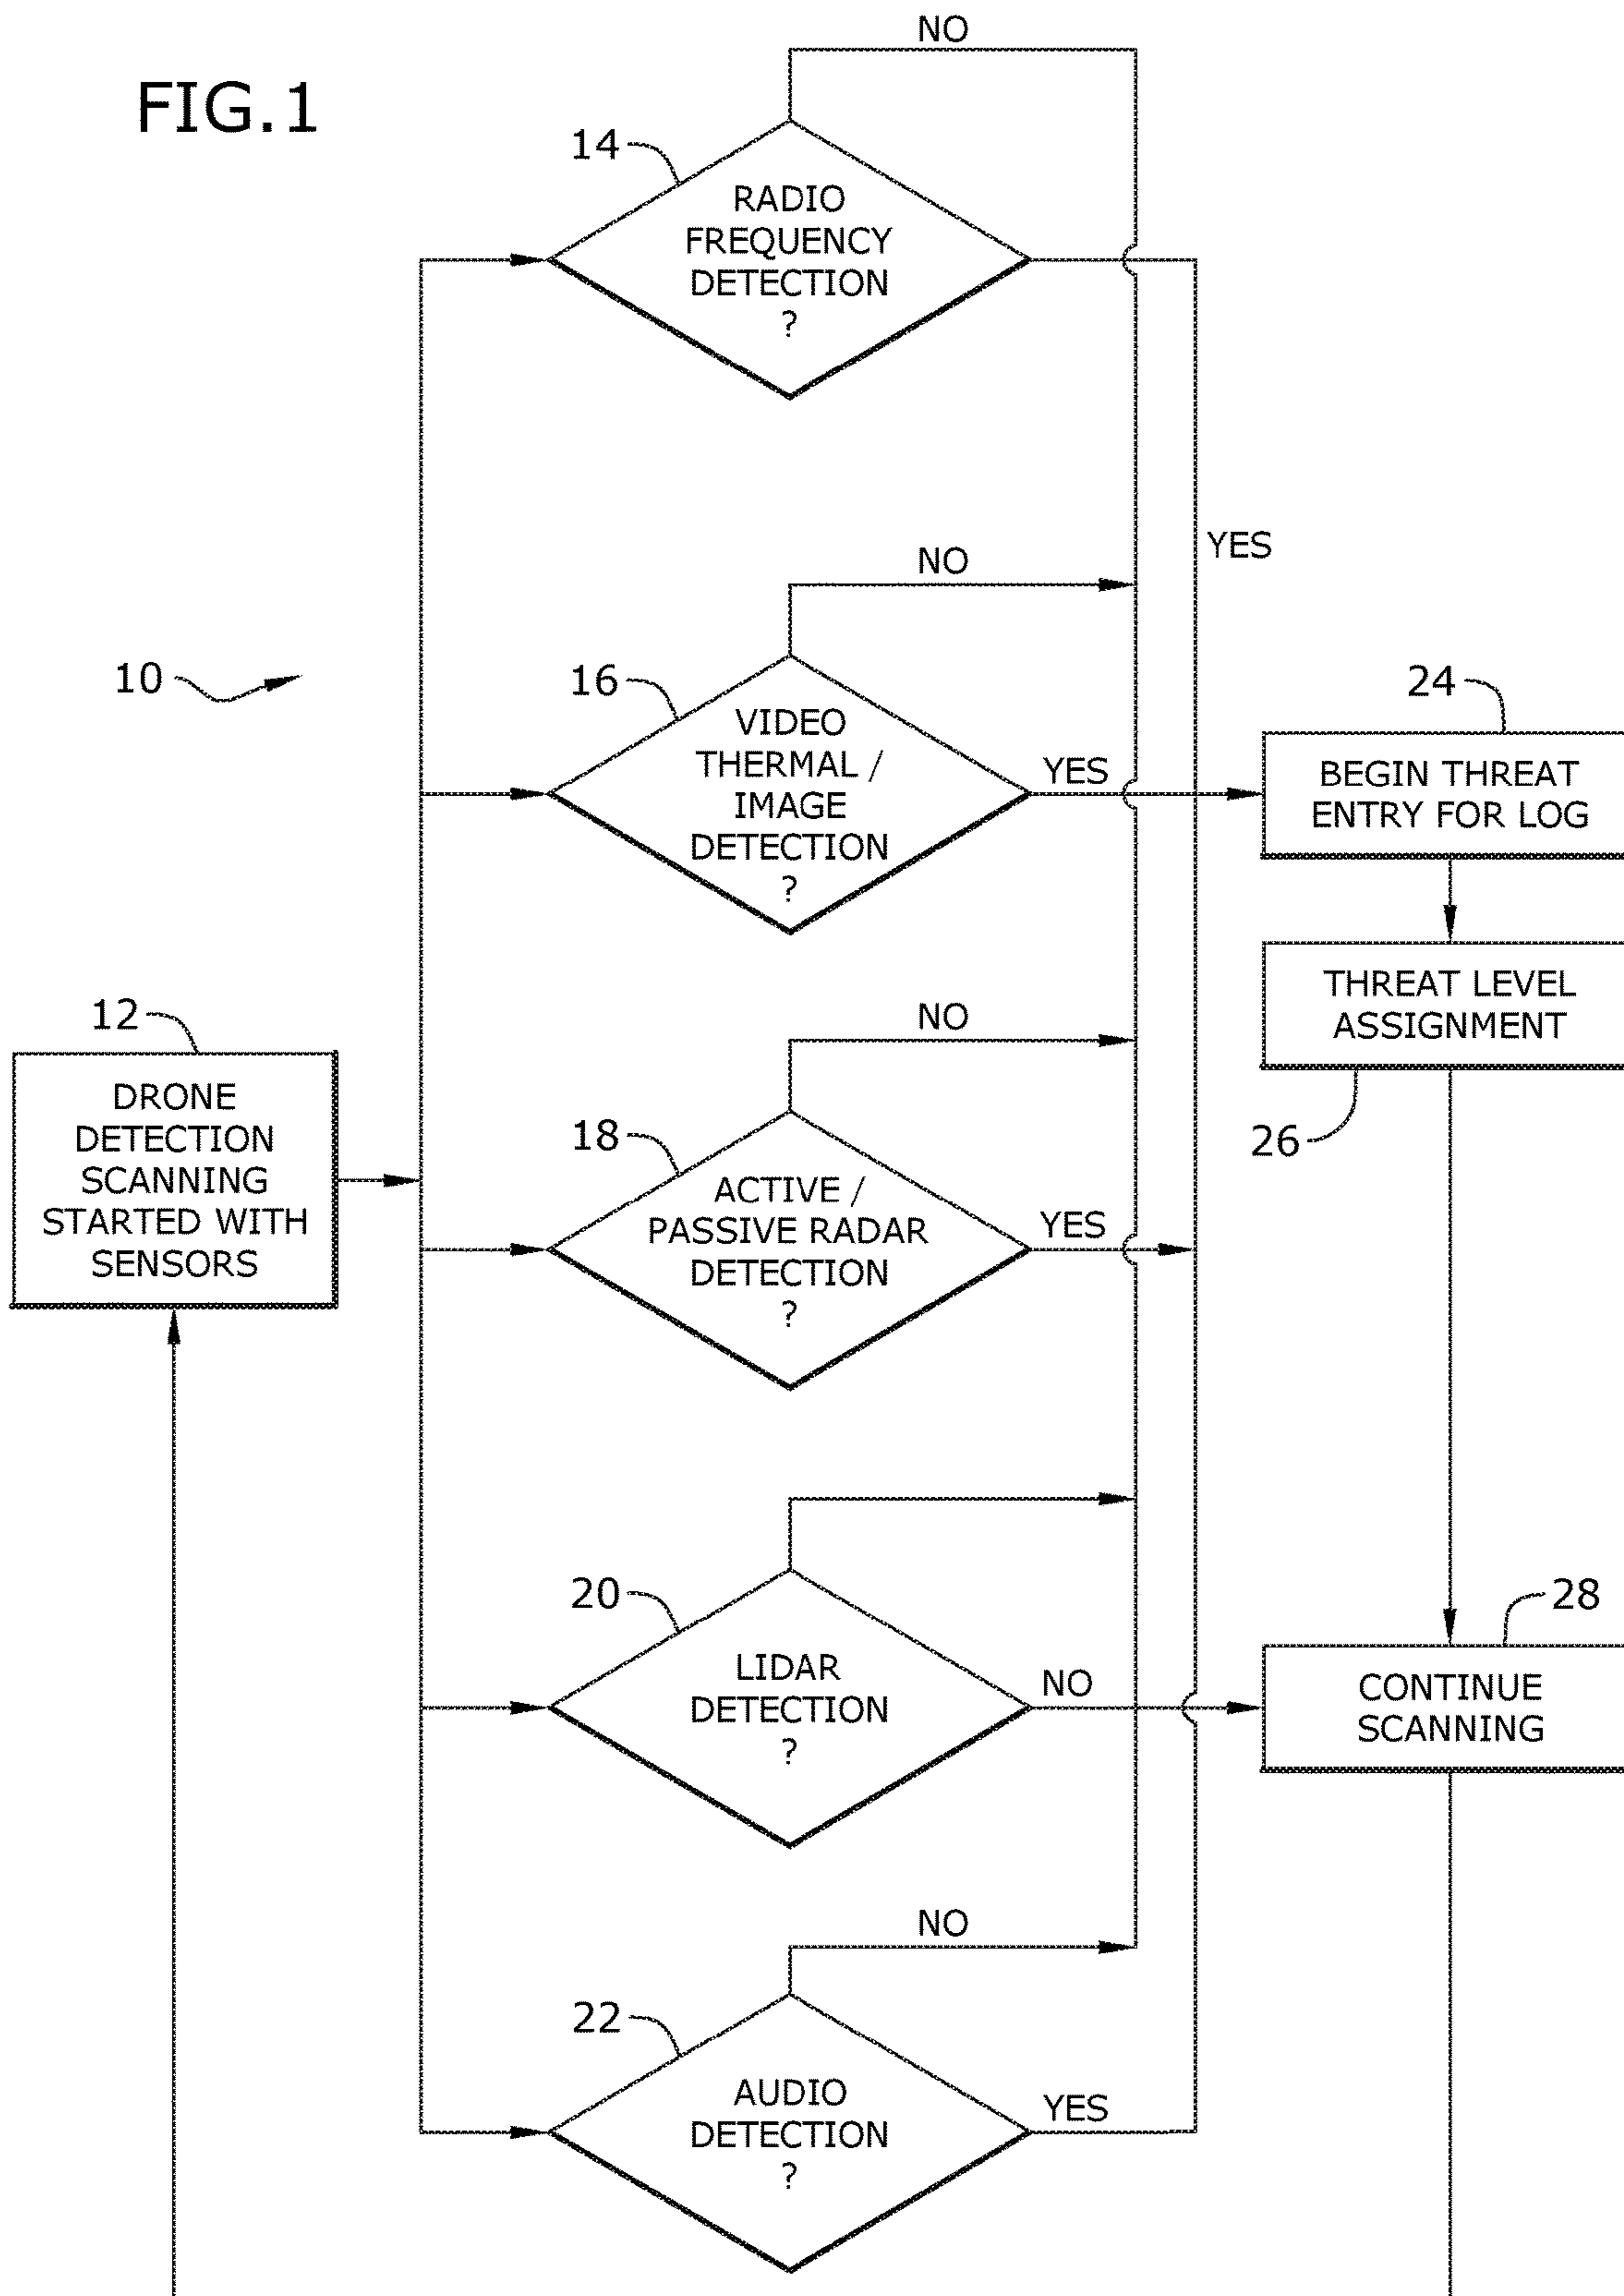 FIG.1
NO
14
RADIO
FREQUENCY
DETECTION
?
YES
NO
10
16
VIDEO
THERMAL /
IMAGE
DETECTION
?
YES
24
BEGIN THREAT
ENTRY FOR LOG
THREAT LEVEL
ASSIGNMENT
26
12
DRONE
DETECTION
SCANNING
STARTED WITH
SENSORS
NO
18
ACTIVE /
PASSIVE RADAR
DETECTION
?
YES
20
LIDAR
DETECTION
?
NO
28
CONTINUE
SCANNING
NO
22
AUDIO
DETECTION
?
YES